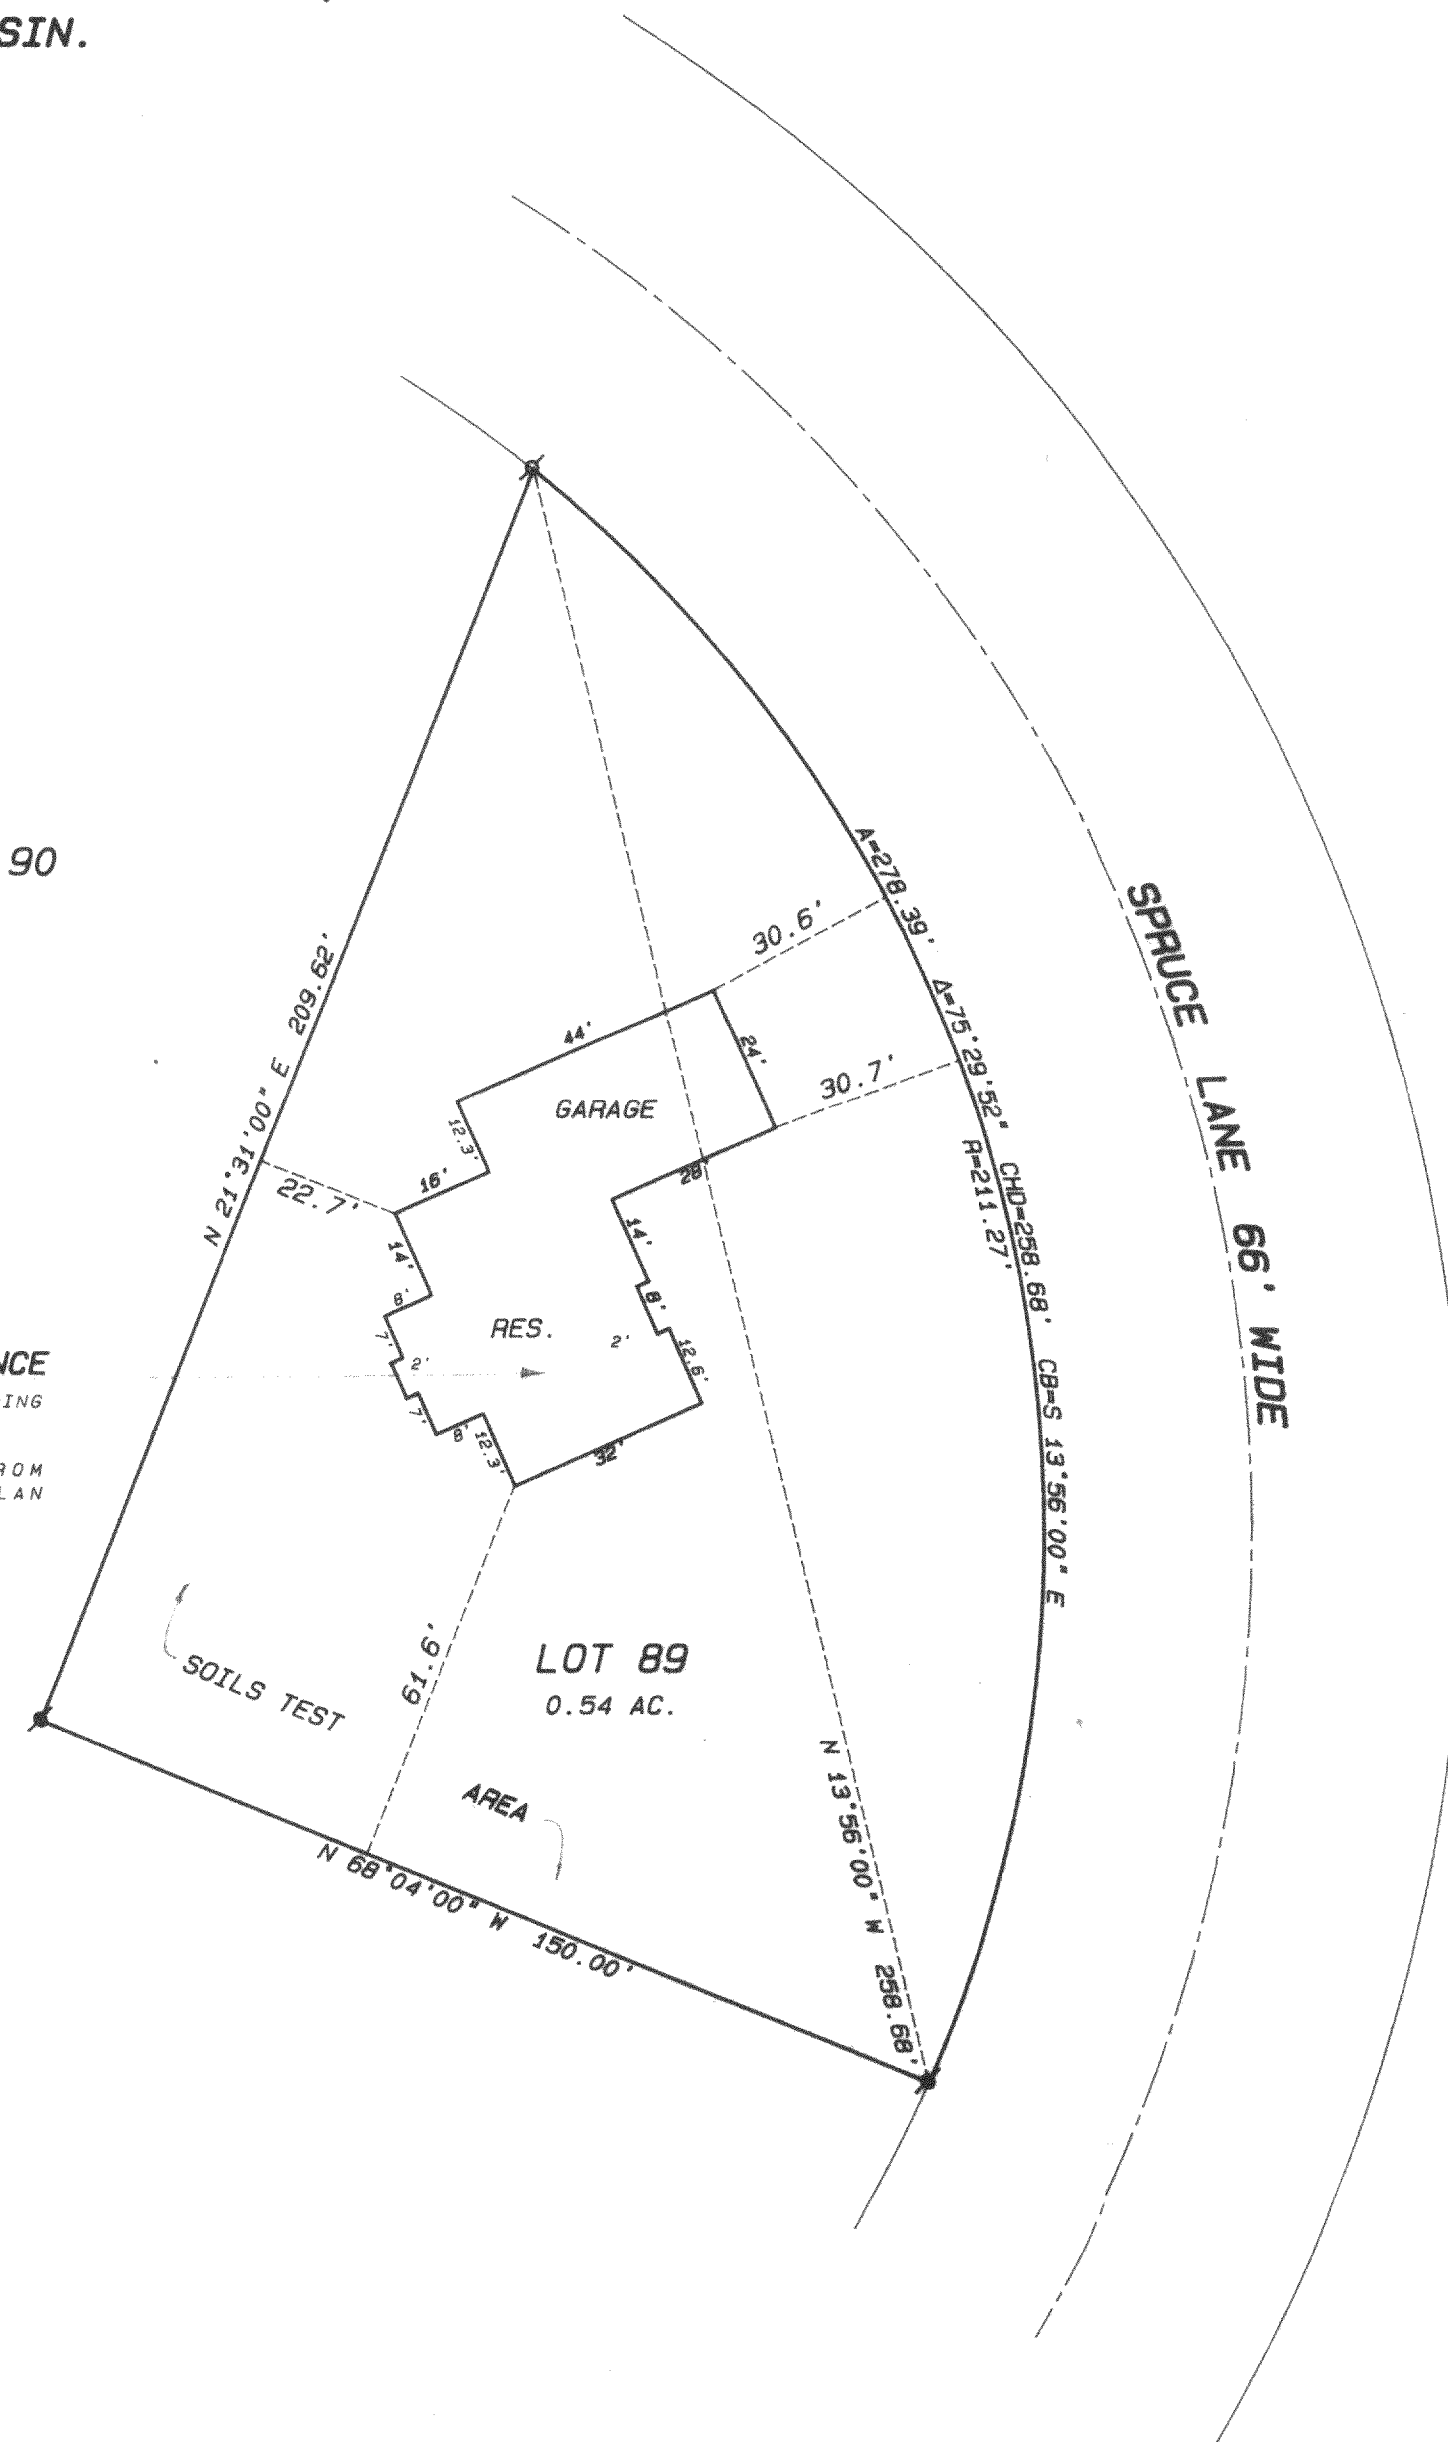 SIN.
90
N 21°31'00" E 209.62'
A=278.39' Δ=75°29'52" CHD=258.68' CB=S 13°56'00" E
R=211.27'
SPRUCE LANE 66' WIDE
30.6'
30.7'
44'
24'
GARAGE
12.3'
16'
22.7'
28'
14'
14'
8'
8'
RES.
2'
7'
2'
12.6'
7'
8'
12.3'
32'
NCE
ING
ROM
LAN
61.6'
LOT 89
0.54 AC.
SOILS TEST
AREA
N 13°56'00" W 258.68'
N 68°04'00" W 150.00'